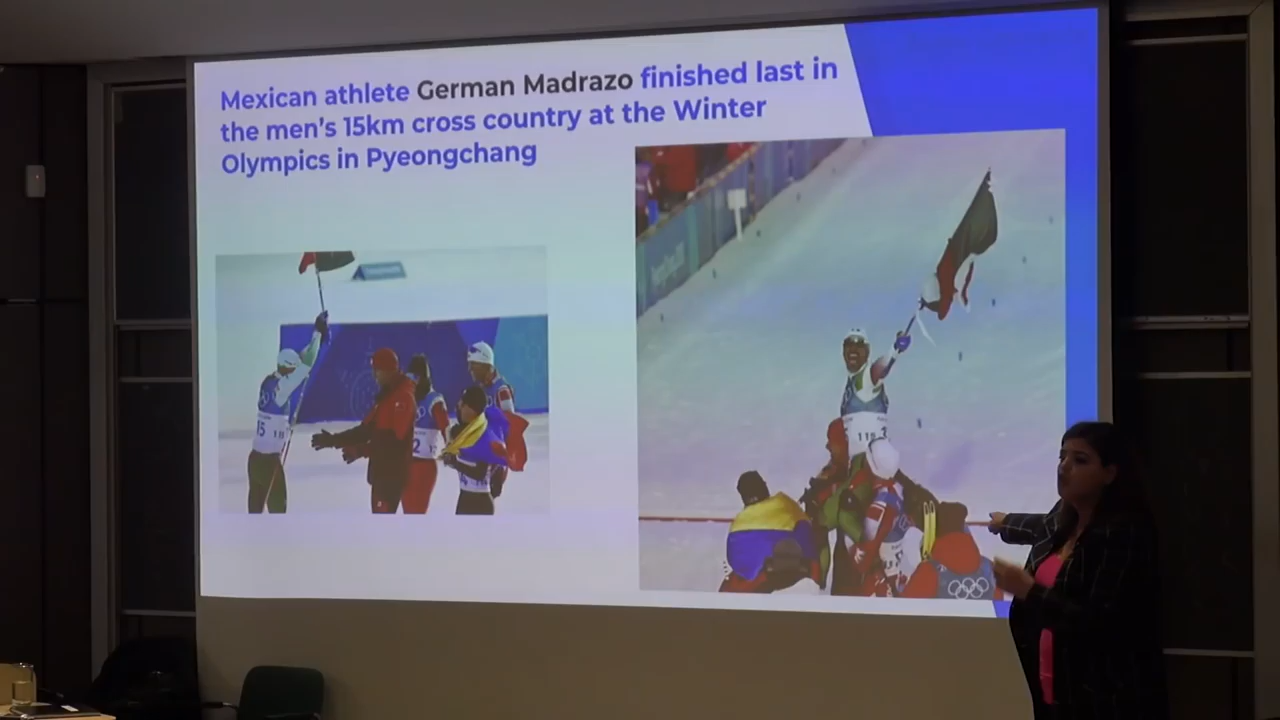 Mexican athlete German Madrazo finished last in
the men's 15km cross country at the Winter
Olympics in Pyeongchang